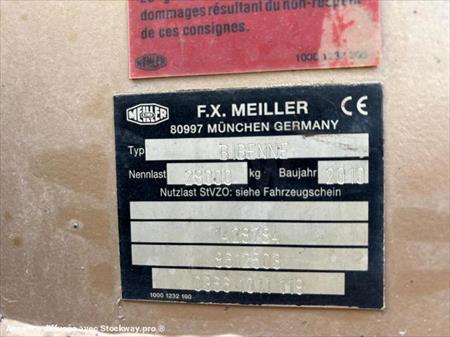 dommages résultant du non-respect
de ces consignes.
MEILLER
1000 1232 260
MEILLER
F.X. MEILLER
CE
80997 MÜNCHEN GERMANY
Typ BIBENNE
Nennlast kg Baujahr 2010
Nutzlast StVZO: siehe Fahrzeugschein
1000 1232 160
Annonce diffusée avec Stockway.pro ®